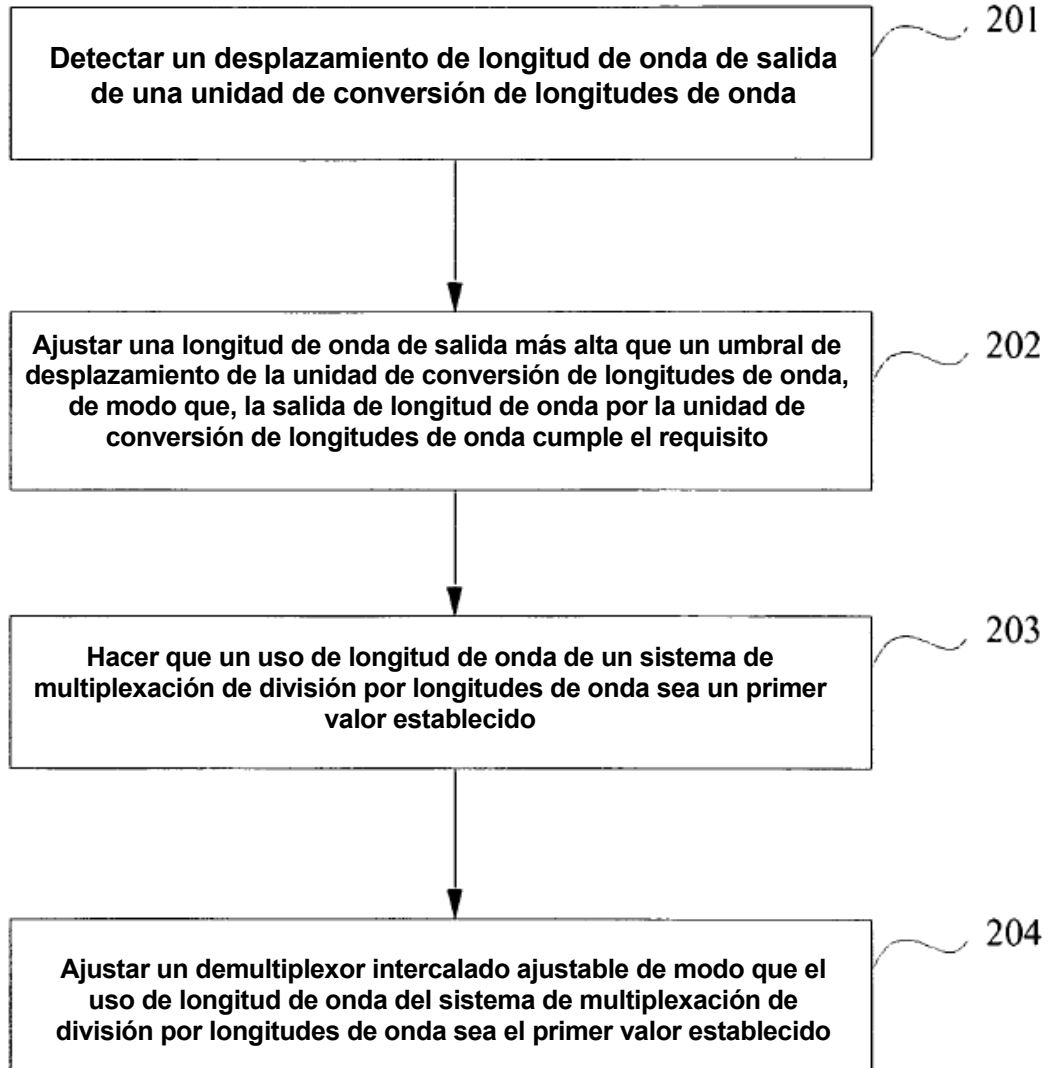 201
Detectar un desplazamiento de longitud de onda de salida
de una unidad de conversión de longitudes de onda
202
Ajustar una longitud de onda de salida más alta que un umbral de
desplazamiento de la unidad de conversión de longitudes de onda,
de modo que, la salida de longitud de onda por la unidad de
conversión de longitudes de onda cumple el requisito
203
Hacer que un uso de longitud de onda de un sistema de
multiplexación de división por longitudes de onda sea un primer
valor establecido
204
Ajustar un demultiplexor intercalado ajustable de modo que el
uso de longitud de onda del sistema de multiplexación de
división por longitudes de onda sea el primer valor establecido